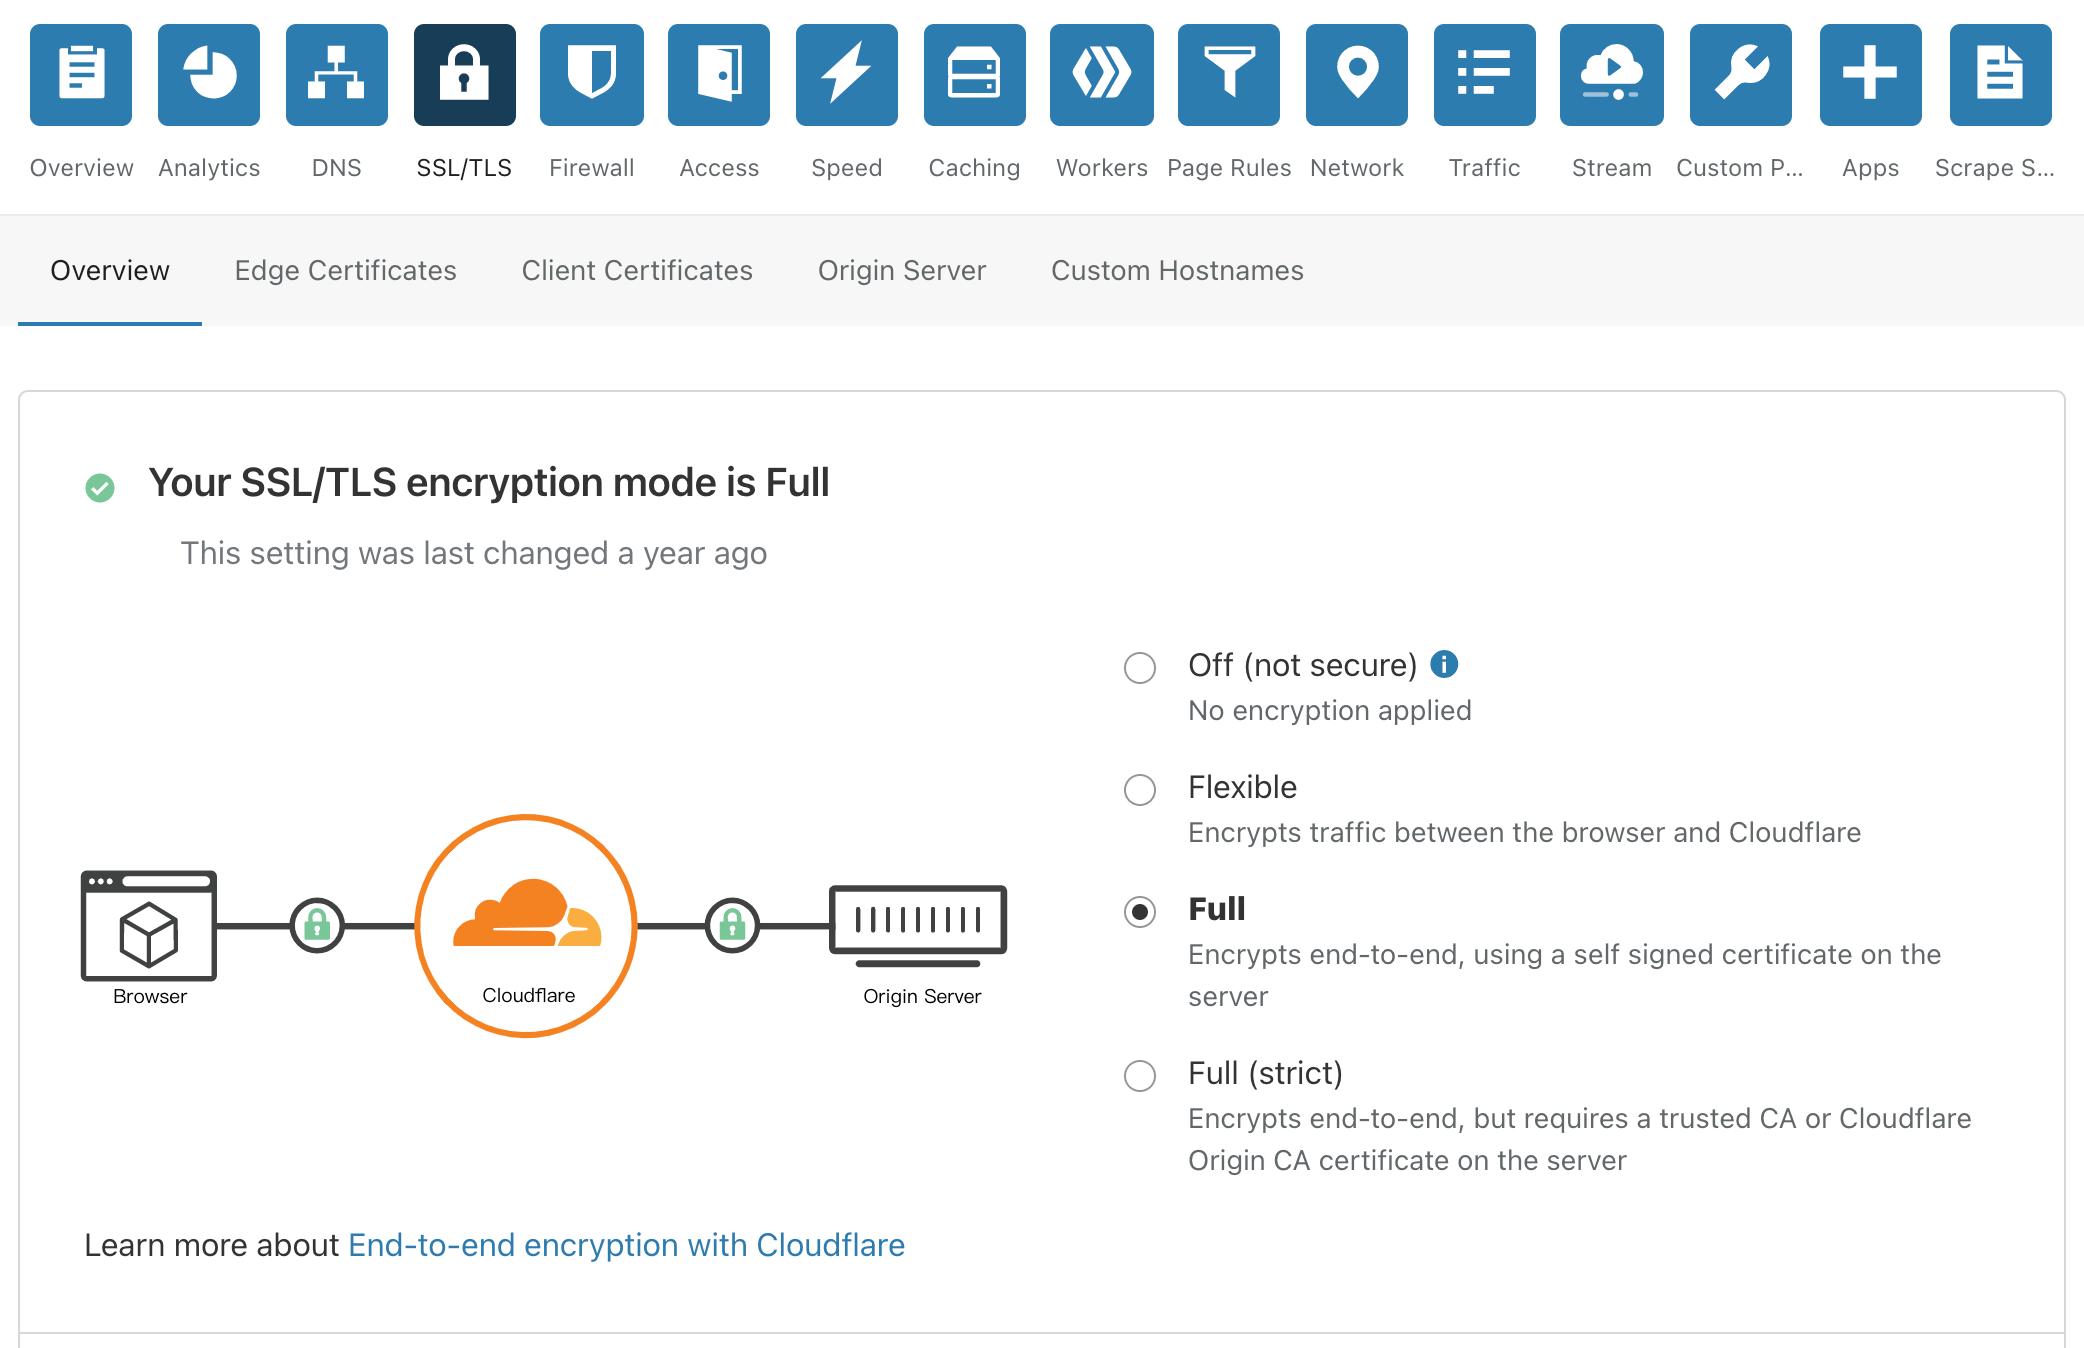 Overview Analytics DNS SSL/TLS Firewall Access Speed Caching Workers Page Rules Network Traffic Stream Custom P... Apps Scrape S...
Overview Edge Certificates Client Certificates Origin Server Custom Hostnames
Your SSL/TLS encryption mode is Full
This setting was last changed a year ago
Browser
Cloudflare
Origin Server
Off (not secure)
No encryption applied
Flexible
Encrypts traffic between the browser and Cloudflare
Full
Encrypts end-to-end, using a self signed certificate on the
server
Full (strict)
Encrypts end-to-end, but requires a trusted CA or Cloudflare
Origin CA certificate on the server
Learn more about End-to-end encryption with Cloudflare